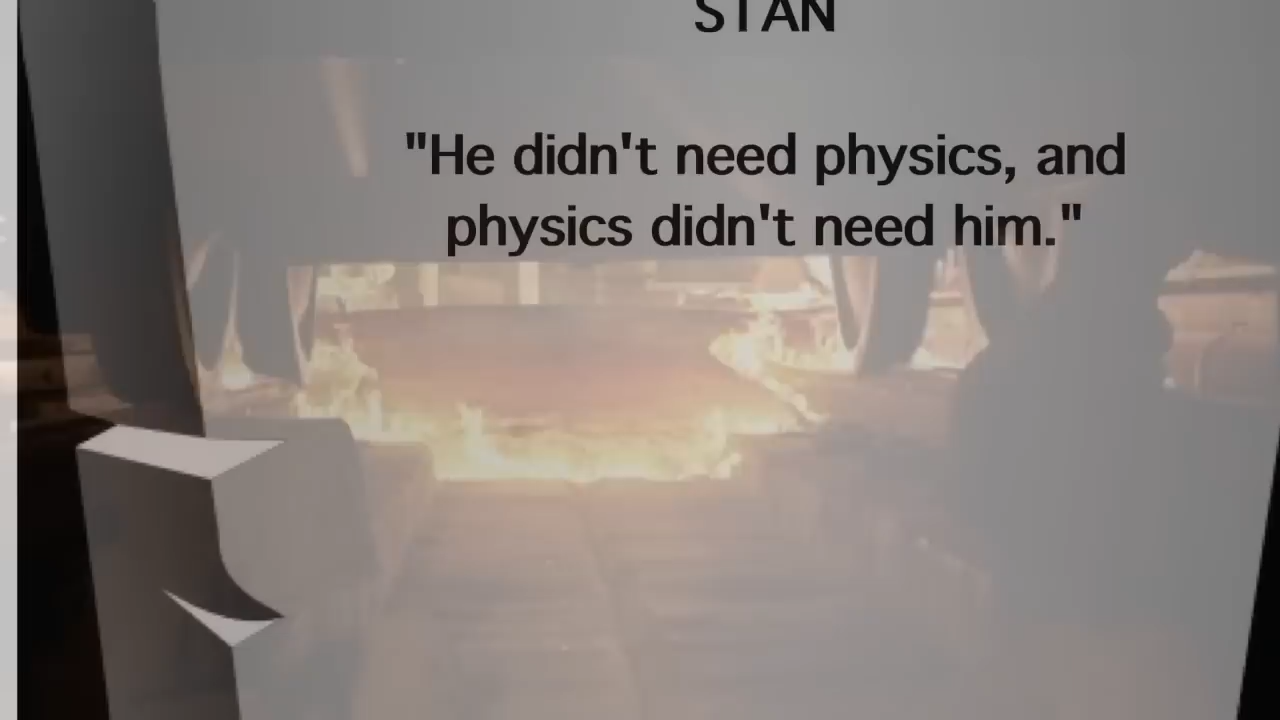 STAN
"He didn't need physics, and
physics didn't need him."